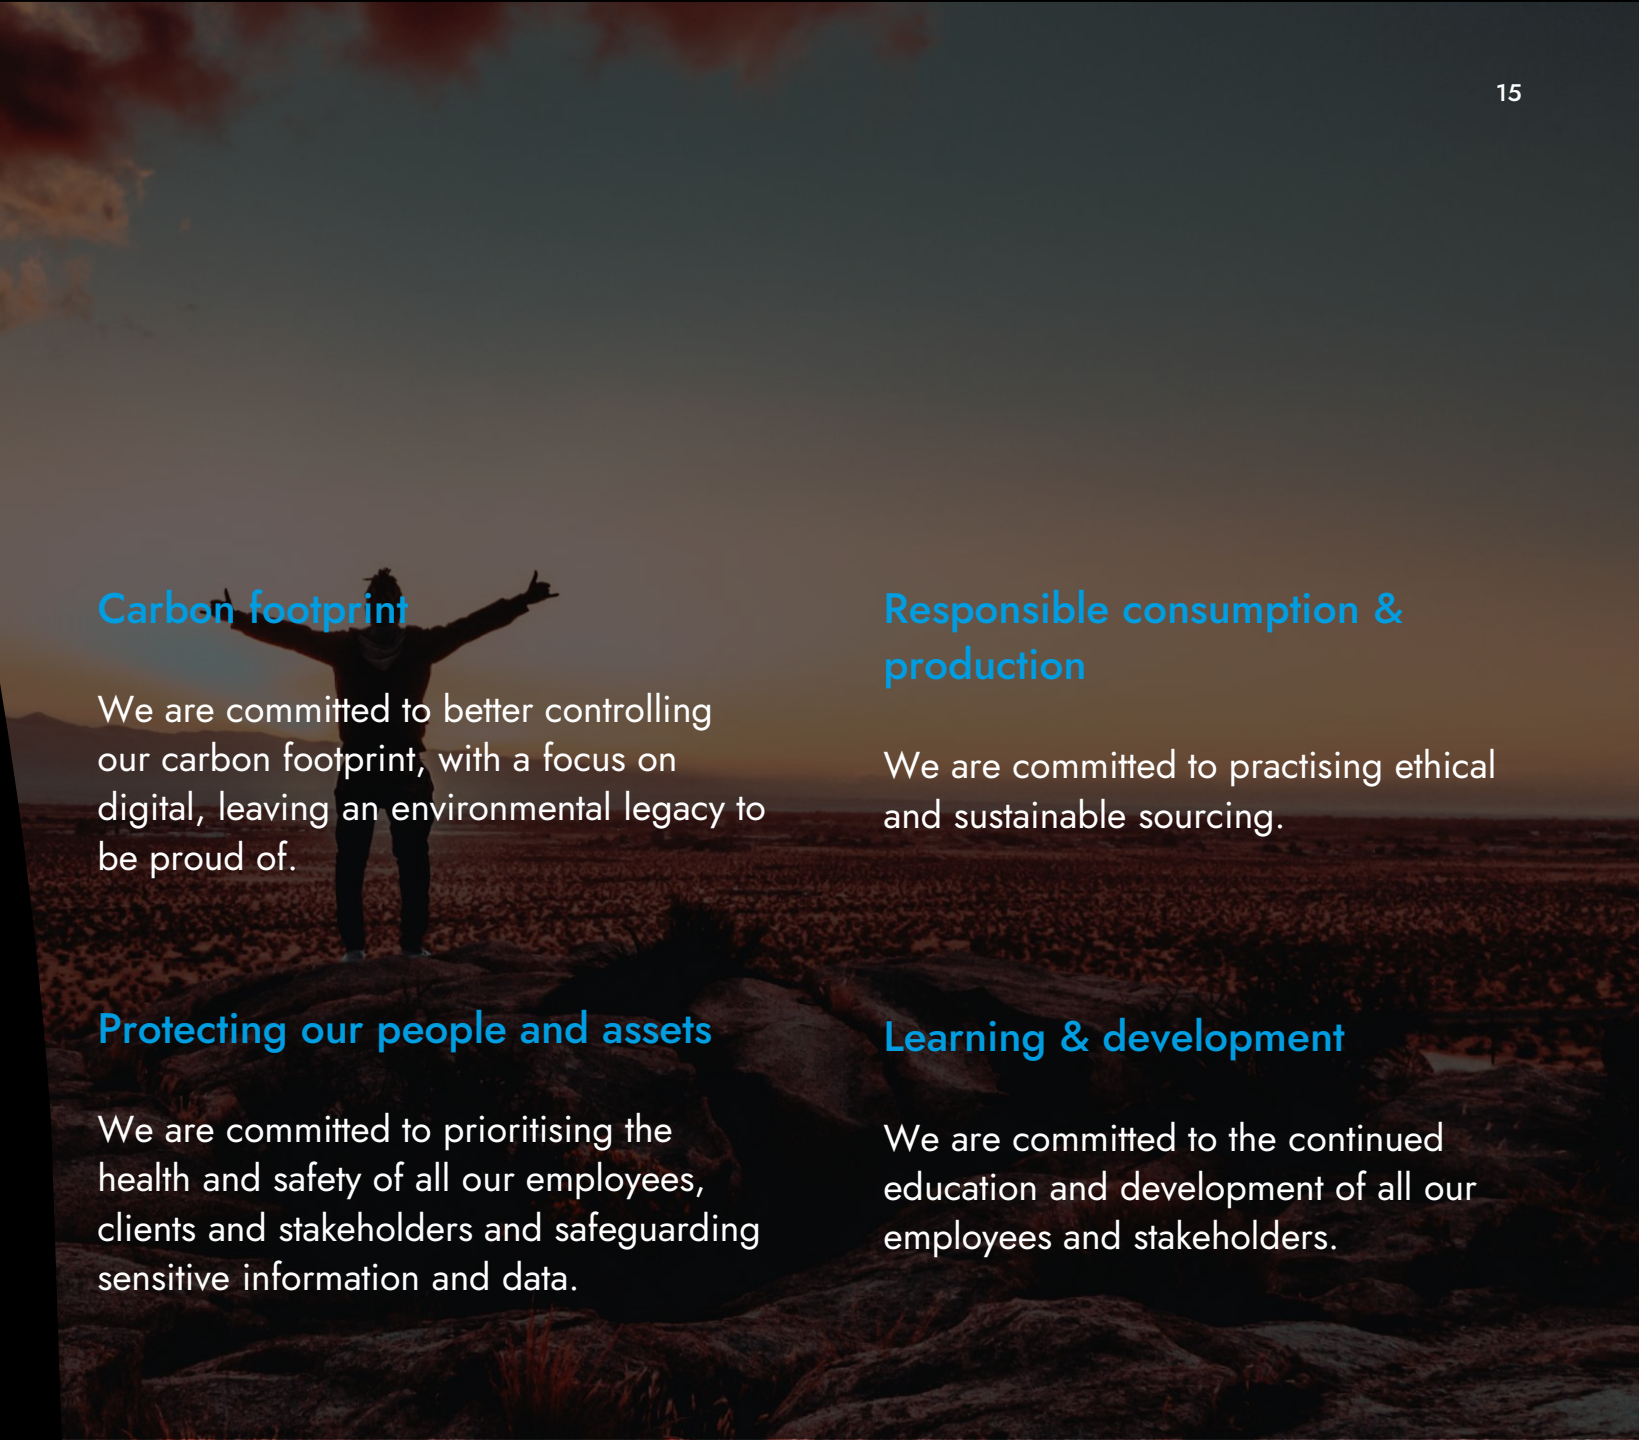 15
Carbon footprint
We are committed to better controlling
our carbon footprint, with a focus on
digital, leaving an environmental legacy to
be proud of.
Responsible consumption &
production
We are committed to practising ethical
and sustainable sourcing.
Protecting our people and assets
We are committed to prioritising the
health and safety of all our employees,
clients and stakeholders and safeguarding
sensitive information and data.
Learning & development
We are committed to the continued
education and development of all our
employees and stakeholders.